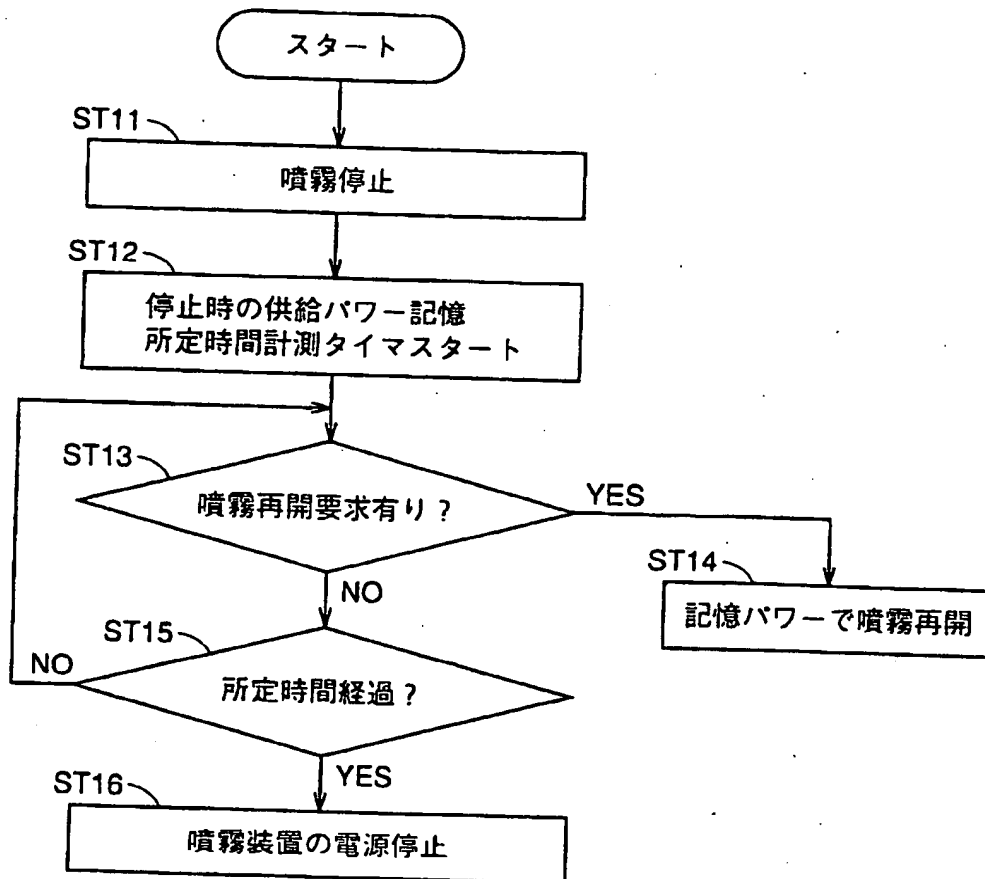 スタート
ST11
噴霧停止
ST12
停止時の供給パワー記憶
所定時間計測タイマスタート
ST13
噴霧再開要求有り?
YES
ST14
記憶パワーで噴霧再開
NO
ST15
NO
所定時間経過?
YES
ST16
噴霧装置の電源停止